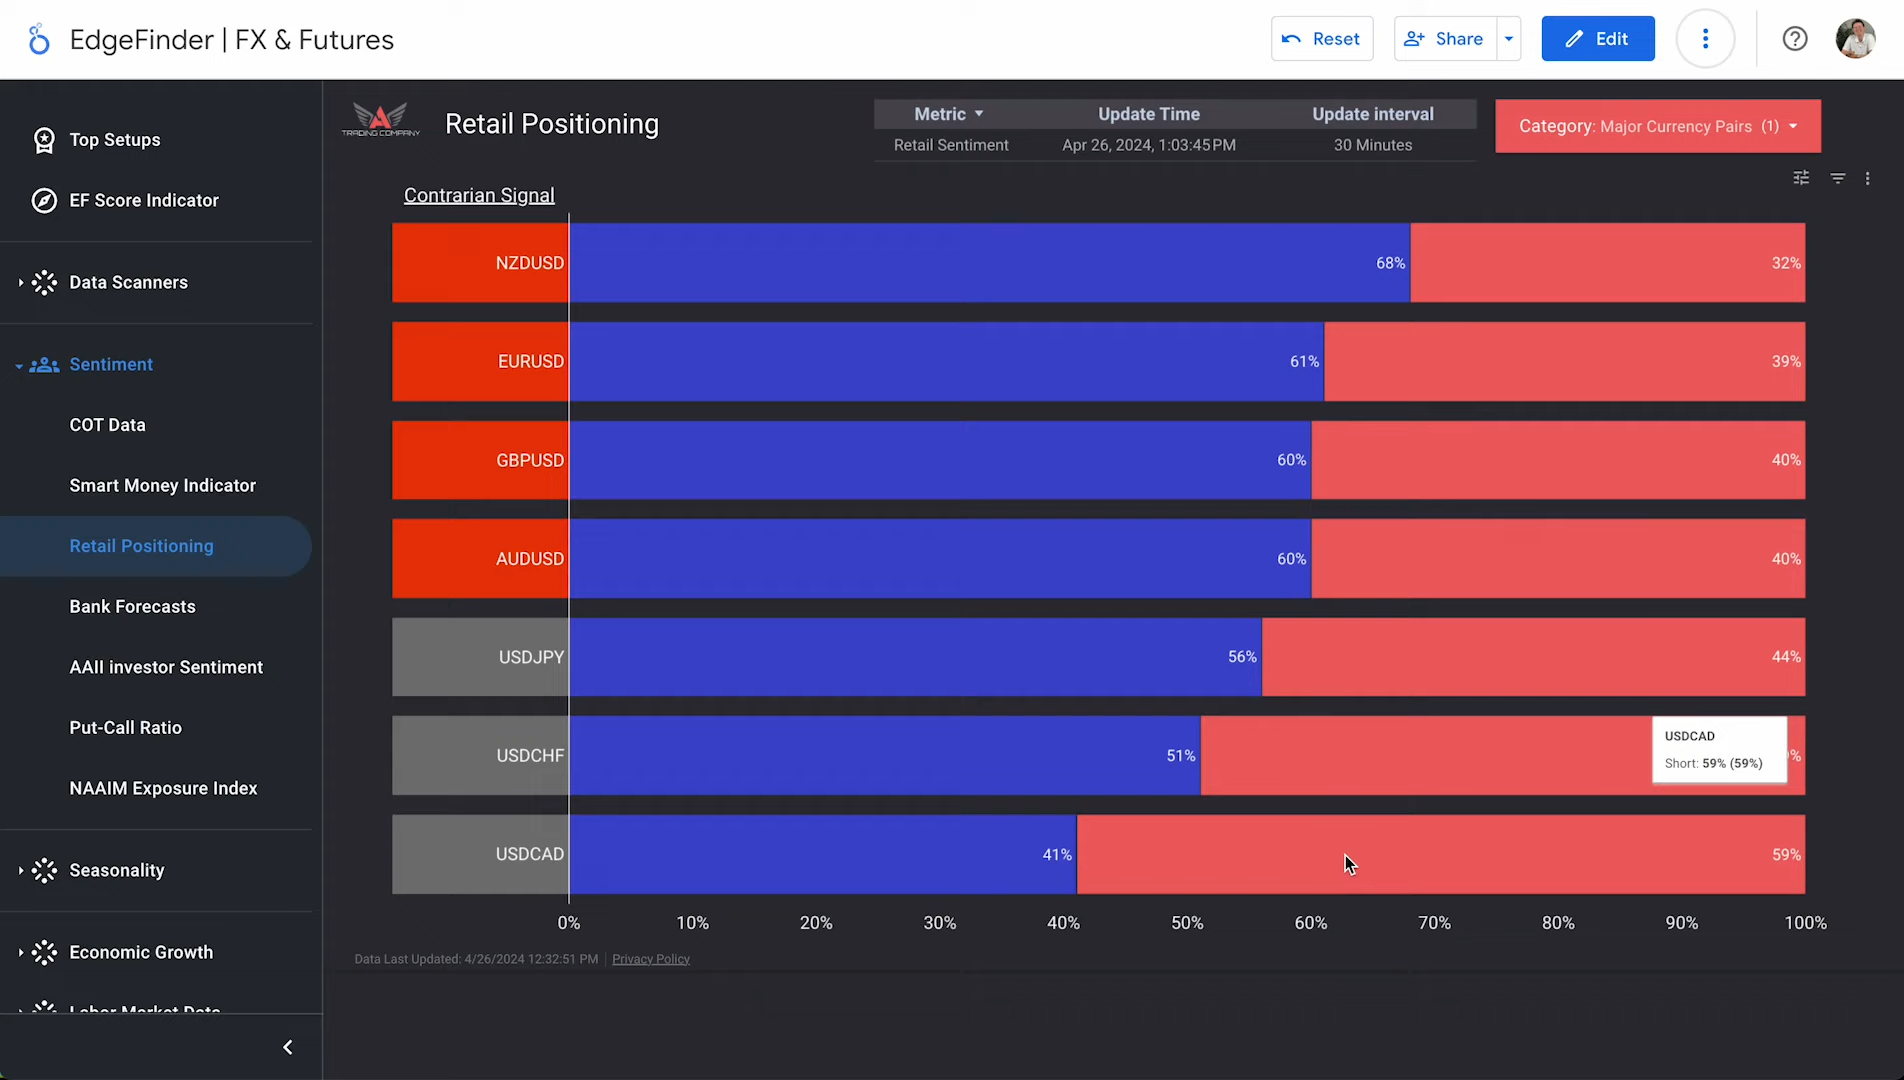 EdgeFinder | FX & Futures
Reset
Share
Edit
Top Setups
EF Score Indicator
Data Scanners
Sentiment
COT Data
Smart Money Indicator
Retail Positioning
Bank Forecasts
AAII investor Sentiment
Put-Call Ratio
NAAIM Exposure Index
Seasonality
Economic Growth
Labor Market Data
A
TRADING COMPANY
Retail Positioning
Metric Update Time Update interval
Retail Sentiment Apr 26, 2024, 1:03:45 PM 30 Minutes
Category: Major Currency Pairs (1)
Contrarian Signal
NZDUSD 68% 32%
EURUSD 61% 39%
GBPUSD 60% 40%
AUDUSD 60% 40%
USDJPY 56% 44%
USDCHF 51% %
USDCAD
Short: 59% (59%)
USDCAD 41% 59%
0% 10% 20% 30% 40% 50% 60% 70% 80% 90% 100%
Data Last Updated: 4/26/2024 12:32:51 PM | Privacy Policy